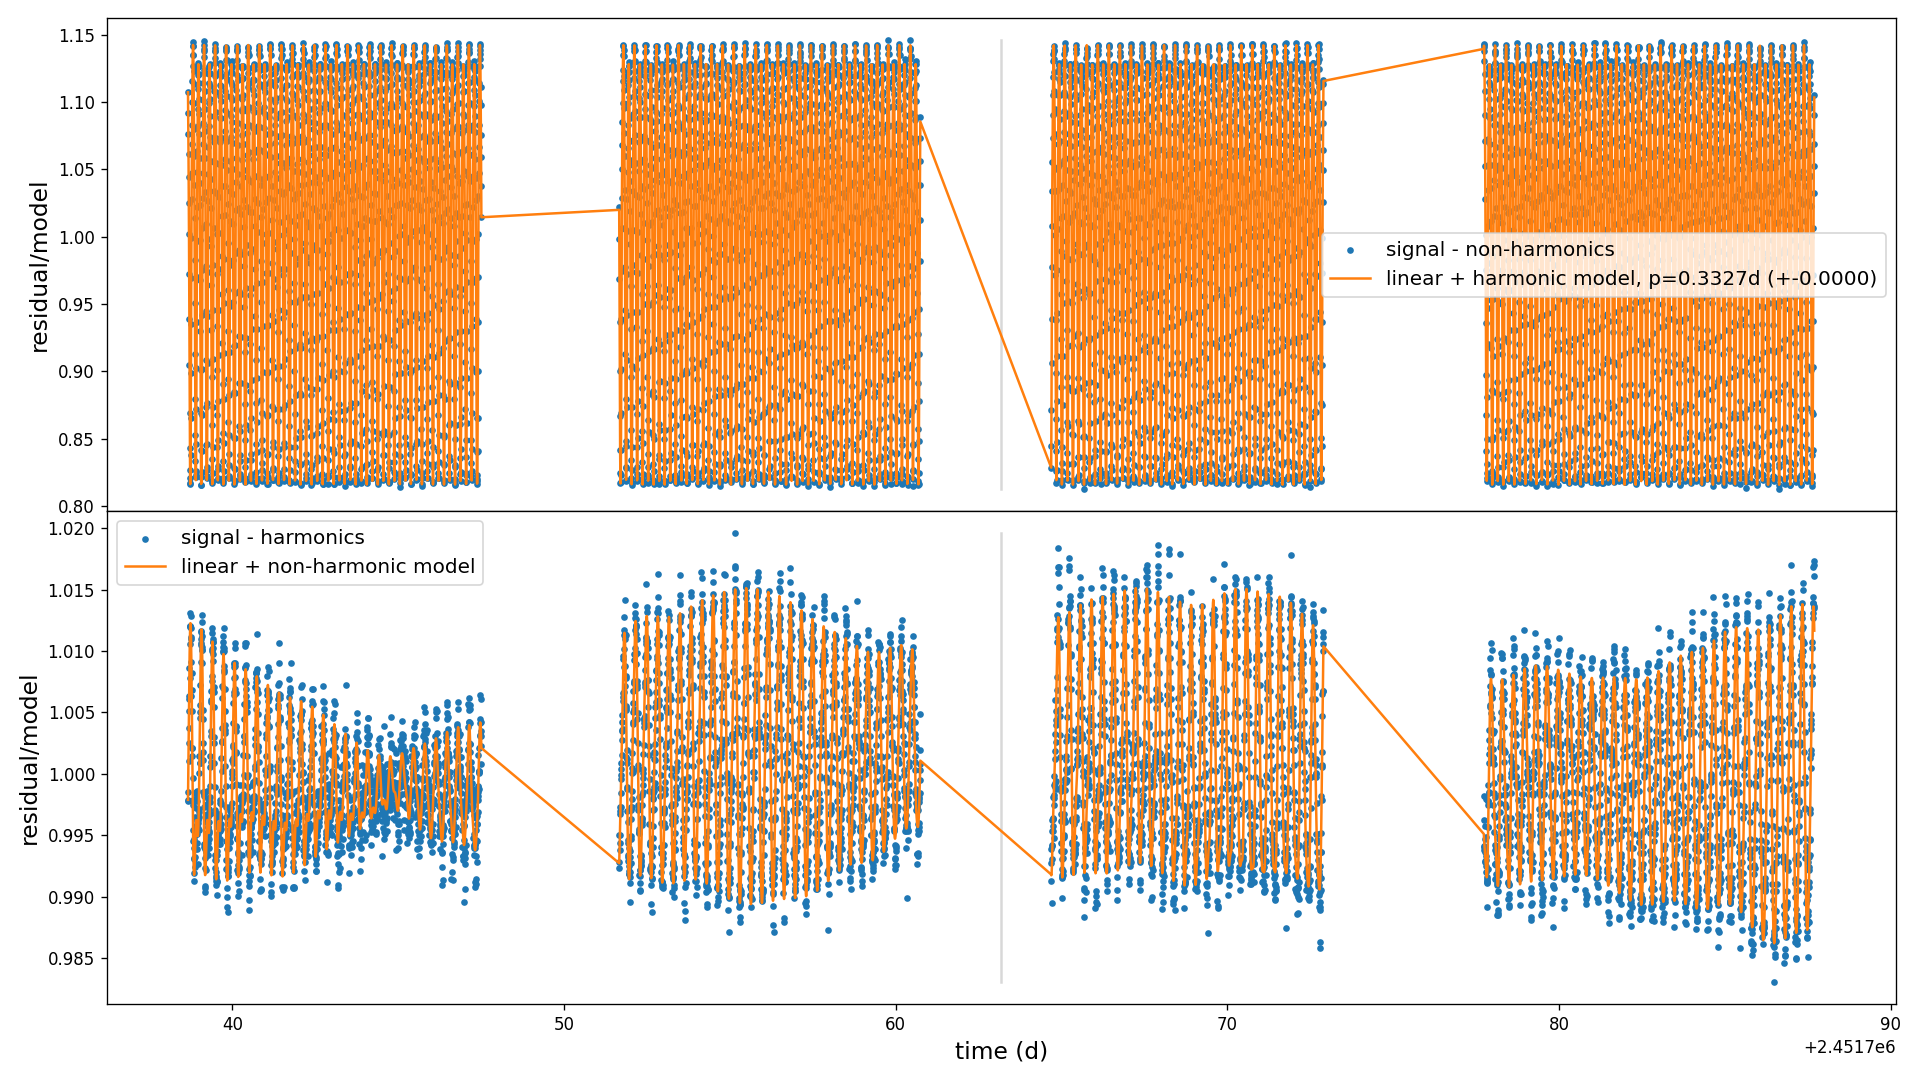 1.15
1.10
1.05
1.00
0.95
0.90
0.85
0.80
residual/model
signal - non-harmonics
linear + harmonic model, p=0.3327d (+-0.0000)
1.020
1.015
1.010
1.005
1.000
0.995
0.990
0.985
residual/model
signal - harmonics
linear + non-harmonic model
40 50 60 70 80 90
time (d)
+2.4517e6